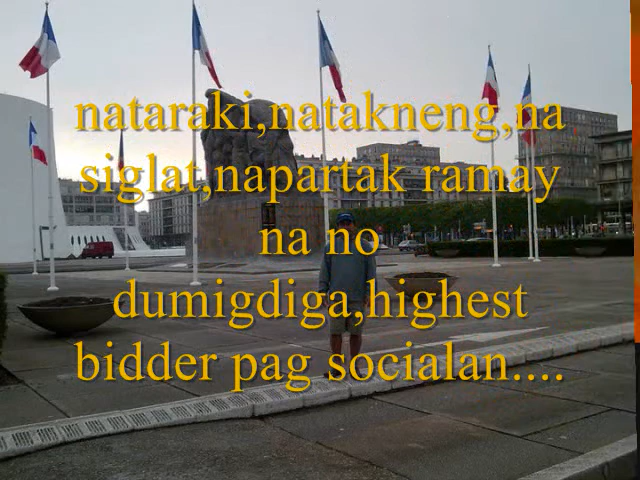 nataraki,natakneng,na
siglat,napartak ramay
na no
dumigdiga,highest
bidder pag socialan....